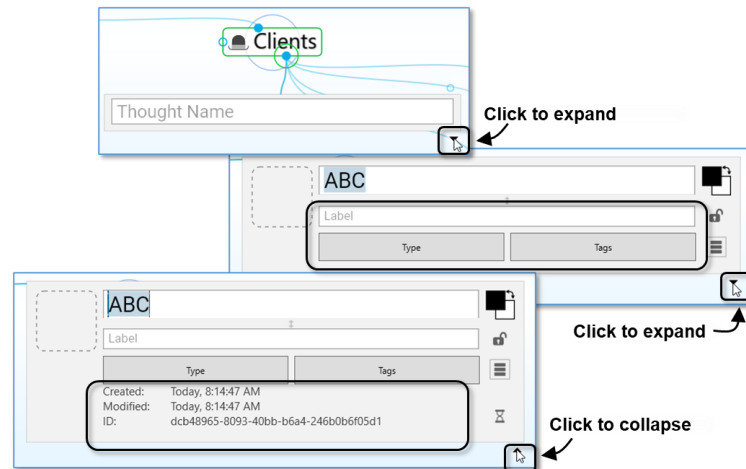 Clients
Thought Name
Click to expand
ABC
Label
Type Tags
Click to expand
ABC
Label
Type Tags
Created: Today, 8:14:47 AM
Modified: Today, 8:14:47 AM
ID: dcb48965-8093-40bb-b6a4-246b0b6f05d1
Click to collapse